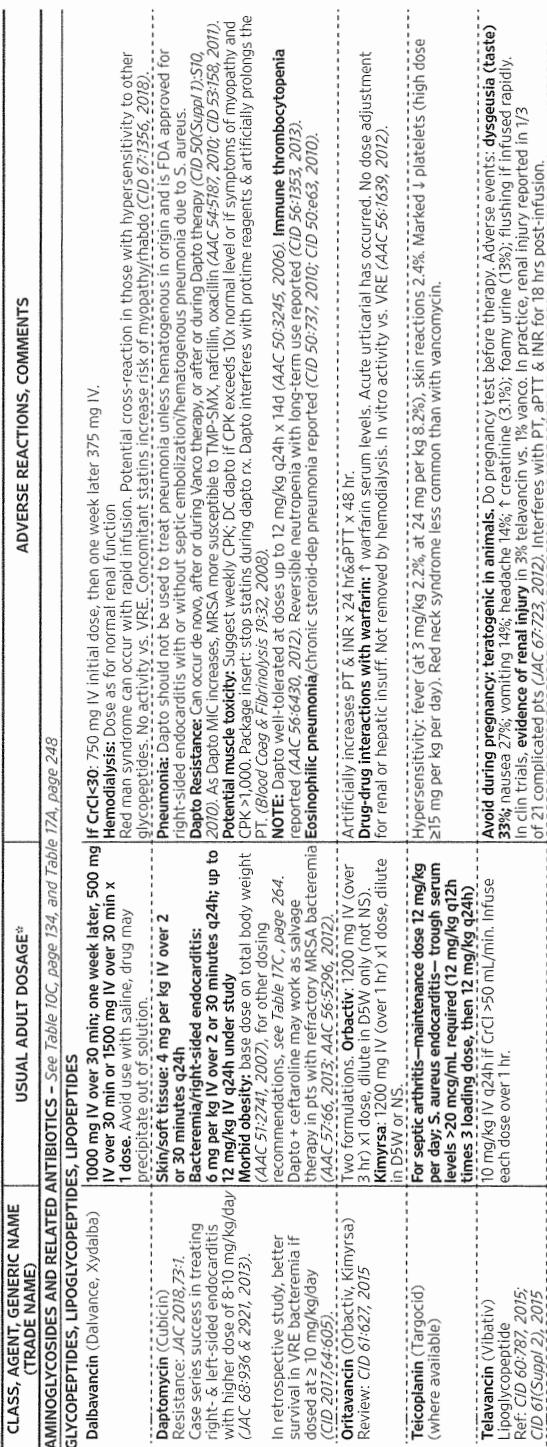 CLASS, AGENT, GENERIC NAME
(TRADE NAME)
USUAL ADULT DOSAGE*
ADVERSE REACTIONS, COMMENTS
AMINOGLYCOSIDES AND RELATED ANTIBIOTICS – See Table 10C, page 134, and Table 17A, page 248
GLYCOPEPTIDES, LIPOGLYCOPEPTIDES, LIPOPEPTIDES
Dalbavancin (Dalvance, Xydalba)
1000 mg IV over 30 min; one week later, 500 mg
IV over 30 min or 1500 mg IV over 30 min x
1 dose. Avoid use with saline, drug may
precipitate out of solution.
If CrCl<30: 750 mg IV initial dose, then one week later 375 mg IV.
Hemodialysis: Dose as for normal renal function
Red man syndrome can occur with rapid infusion. Potential cross-reaction in those with hypersensitivity to other
glycopeptides. No activity vs. VRE. Concomitant statins increase risk of myopathy/rhabdo (CID 67:1356, 2018).
Daptomycin (Cubicin)
Resistance: JAC 2018,73:1.
Case series success in treating
right- & left-sided endocarditis
with higher dose of 8-10 mg/kg/day
(JAC 68:936 & 2921, 2013).
In retrospective study, better
survival in VRE bacteremia if
dosed at ≥ 10 mg/kg/day
(CID 2017,64:605).
Skin/soft tissue: 4 mg per kg IV over 2
or 30 minutes q24h
Bacteremia/right-sided endocarditis:
6 mg per kg IV over 2 or 30 minutes q24h; up to
12 mg/kg IV q24h under study
Morbid obesity: base dose on total body weight
(AAC 51:2741, 2007), for other dosing
recommendations, see Table 17C, page 264.
Dapto + ceftaroline may work as salvage
therapy in pts with refractory MRSA bacteremia
(AAC 57:66, 2013; AAC 56:5296, 2012).
Pneumonia: Dapto should not be used to treat pneumonia unless hematogenous in origin and is FDA approved for
right-sided endocarditis with or without septic embolization/hematogenous pneumonia due to S. aureus.
Dapto Resistance: Can occur de novo, after or during Vanco therapy, or after or during Dapto therapy (CID 50(Suppl 1):S10,
2010). As Dapto MIC increases, MRSA more susceptible to TMP-SMX, nafcillin, oxacillin (AAC 54:5187, 2010; CID 53:158, 2011).
Potential muscle toxicity: Suggest weekly CPK; DC dapto if CPK exceeds 10x normal level or if symptoms of myopathy and
CPK >1,000. Package insert: stop statins during dapto rx. Dapto interferes with protime reagents & artificially prolongs the
PT. (Blood Coag & Fibrinolysis 19:32, 2008).
NOTE: Dapto well-tolerated at doses up to 12 mg/kg q24h x 14d (AAC 50:3245, 2006). Immune thrombocytopenia
reported (AAC 56:6430, 2012). Reversible neutropenia with long-term use reported (CID 56:1353, 2013).
Eosinophilic pneumonia/chronic steroid-dep pneumonia reported (CID 50:737, 2010; CID 50:e63, 2010).
Oritavancin (Orbactiv, Kimyrsa)
Review: CID 61:627, 2015
Two formulations. Orbactiv: 1200 mg IV (over
3 hr) x1 dose, dilute in D5W only (not NS).
Kimyrsa: 1200 mg IV (over 1 hr) x1 dose, dilute
in D5W or NS.
Artificially increases PT & INR x 24 hr&aPTT x 48 hr.
Drug-drug interactions with warfarin: ↑ warfarin serum levels. Acute urticarial has occurred. No dose adjustment
for renal or hepatic insuff. Not removed by hemodialysis. In vitro activity vs. VRE (AAC 56:1639, 2012).
Teicoplanin (Targocid)
(where available)
For septic arthritis—maintenance dose 12 mg/kg
per day; S. aureus endocarditis— trough serum
levels >20 mcg/mL required (12 mg/kg q12h
times 3 loading dose, then 12 mg/kg q24h)
Hypersensitivity: fever (at 3 mg/kg 2.2%, at 24 mg per kg 8.2%), skin reactions 2.4%. Marked ↓ platelets (high dose
≥15 mg per kg per day). Red neck syndrome less common than with vancomycin.
Telavancin (Vibativ)
Lipoglycopeptide
Ref: CID 60:787, 2015;
CID 61(Suppl 2), 2015
10 mg/kg IV q24h if CrCl >50 mL/min. Infuse
each dose over 1 hr.
Avoid during pregnancy: teratogenic in animals. Do pregnancy test before therapy. Adverse events: dysgeusia (taste)
33%; nausea 27%; vomiting 14%; headache 14%; ↑ creatinine (3.1%); foamy urine (13%); flushing if infused rapidly.
In clin trials, evidence of renal injury in 3% telavancin vs. 1% vanco. In practice, renal injury reported in 1/3
of 21 complicated pts (JAC 67:723, 2012). Interferes with PT, aPTT & INR for 18 hrs post-infusion.